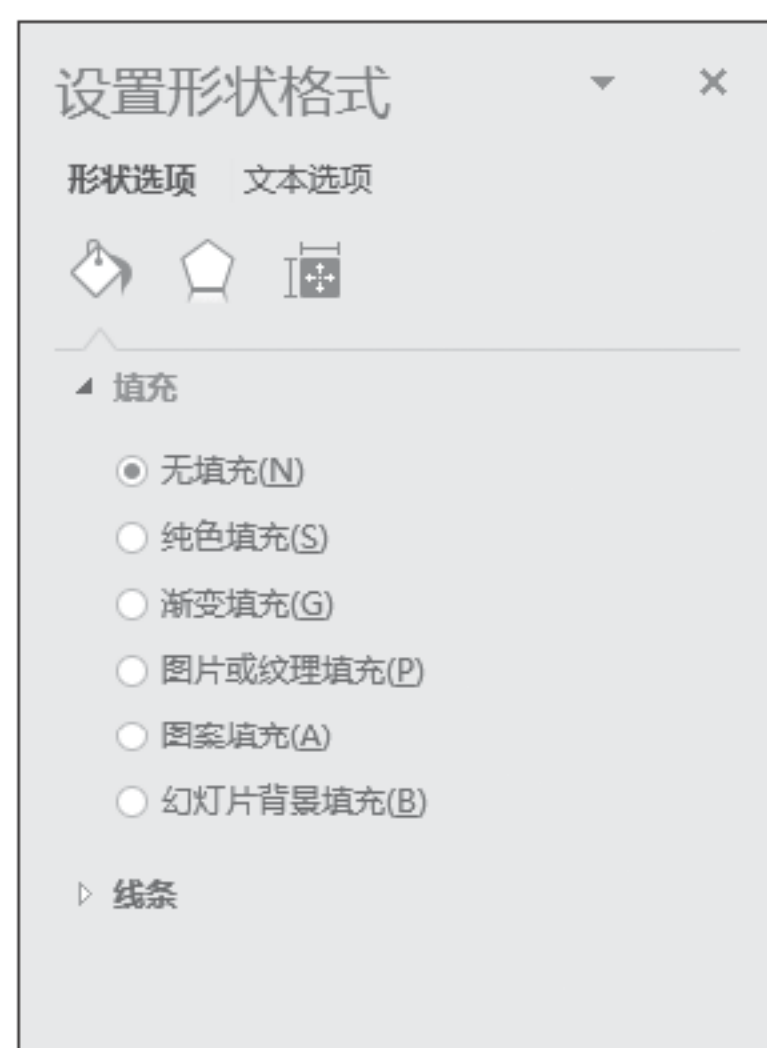 设置形状格式
形状选项 文本选项
填充
无填充(N)
纯色填充(S)
渐变填充(G)
图片或纹理填充(P)
图案填充(A)
幻灯片背景填充(B)
线条